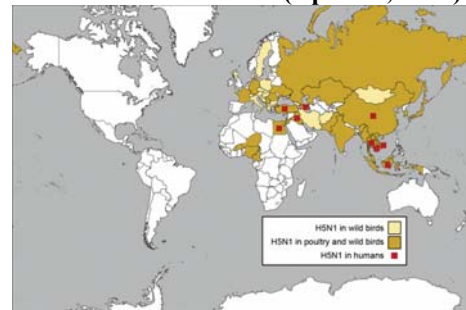 H5N1 in wild birds
H5N1 in poultry and wild birds
H5N1 in humans